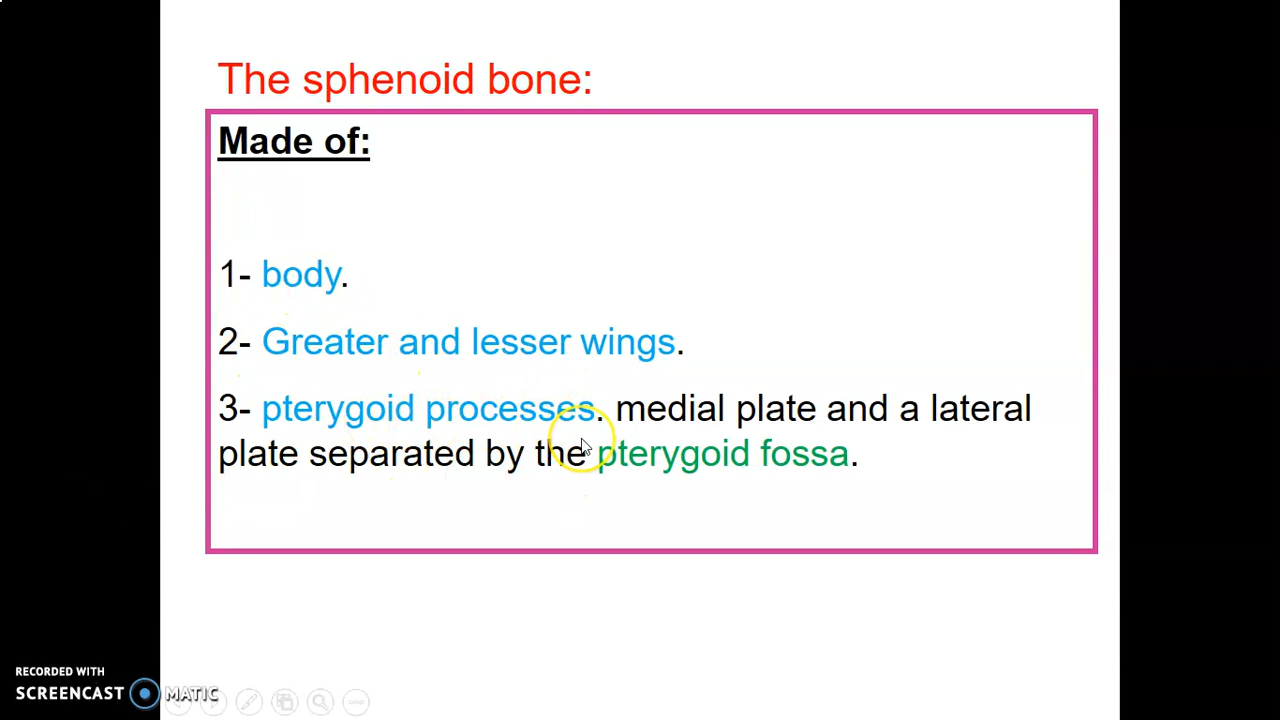 The sphenoid bone:
Made of:
1- body.
2- Greater and lesser wings.
3- pterygoid processes. medial plate and a lateral
plate separated by the pterygoid fossa.
RECORDED WITH
SCREENCAST MATIC